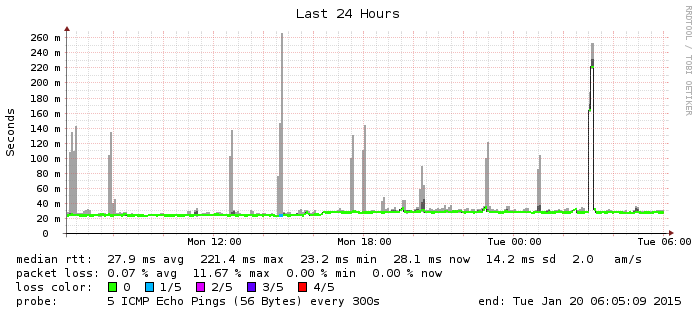 Last 24 Hours
RRDTOOL / TOBI OETIKER
Seconds
260 m
240 m
220 m
200 m
180 m
160 m
140 m
120 m
100 m
80 m
60 m
40 m
20 m
0
Mon 12:00 Mon 18:00 Tue 00:00 Tue 06:00
median rtt: 27.9 ms avg 221.4 ms max 23.2 ms min 28.1 ms now 14.2 ms sd 2.0 am/s
packet loss: 0.07 % avg 11.67 % max 0.00 % min 0.00 % now
loss color: 0 1/5 2/5 3/5 4/5
probe: 5 ICMP Echo Pings (56 Bytes) every 300s end: Tue Jan 20 06:05:09 2015